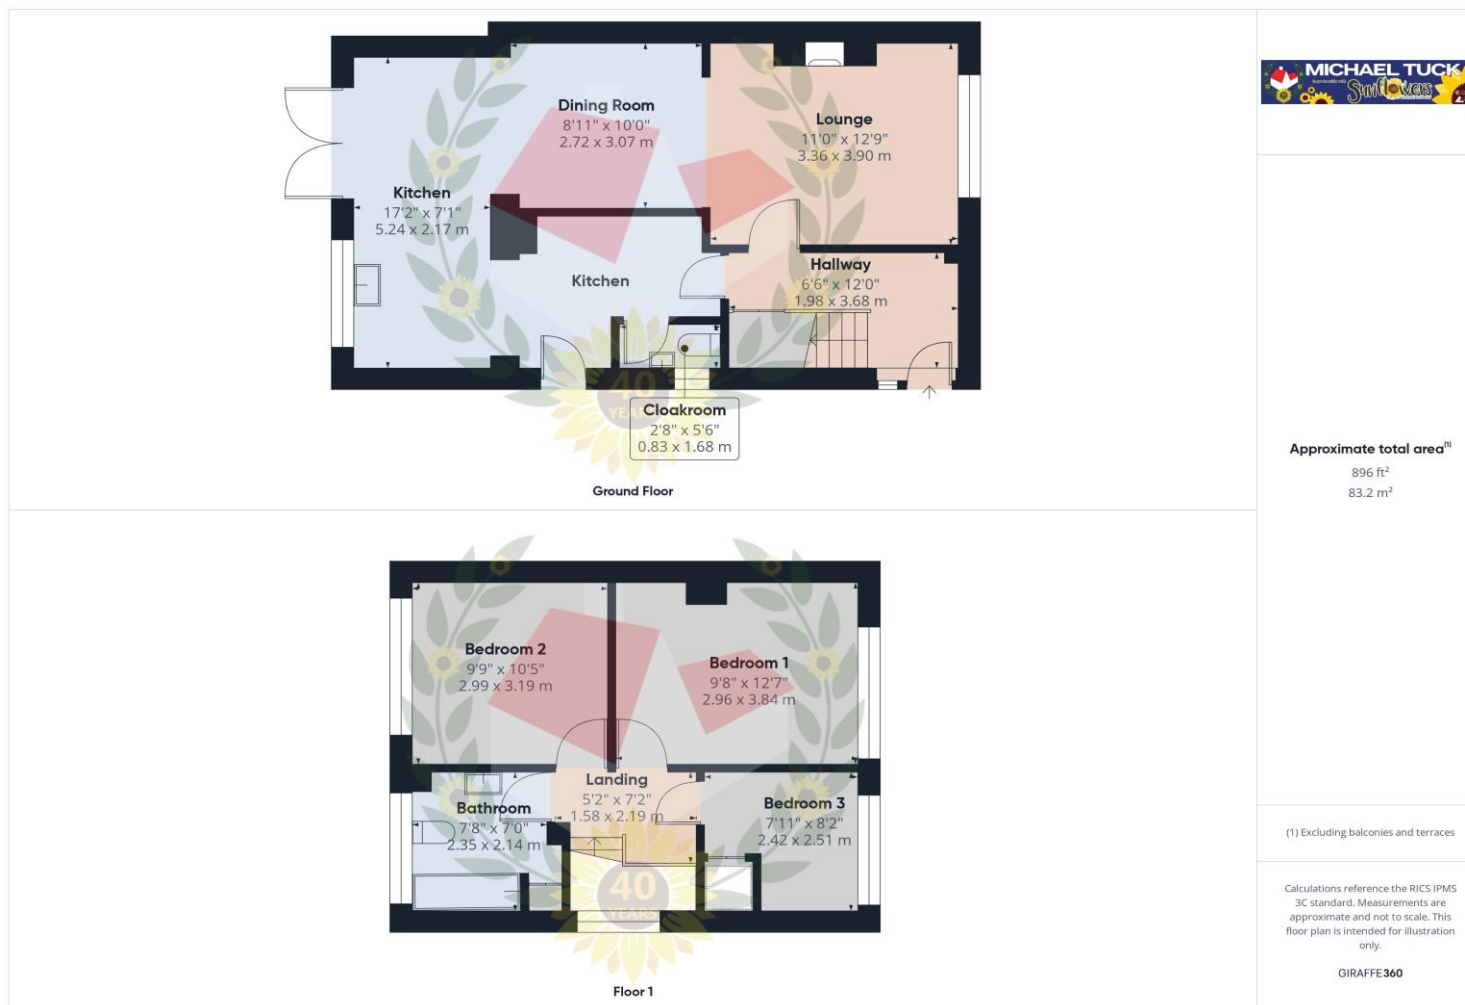 Dining Room
8'11" x 10'0"
2.72 x 3.07 m
Lounge
11'0" x 12'9"
3.36 x 3.90 m
Kitchen
17'2" x 7'1"
5.24 x 2.17 m
Kitchen
Hallway
6'6" x 12'0"
1.98 x 3.68 m
40
YEARS
Cloakroom
2'8" x 5'6"
0.83 x 1.68 m
Ground Floor
Bedroom 2
9'9" x 10'5"
2.99 x 3.19 m
Bedroom 1
9'8" x 12'7"
2.96 x 3.84 m
Landing
5'2" x 7'2"
1.58 x 2.19 m
Bathroom
7'8" x 7'0"
2.35 x 2.14 m
Bedroom 3
7'11" x 8'2"
2.42 x 2.51 m
40
YEARS
Floor 1
MICHAEL TUCK
Sunflowers
Approximate total area(1)
896 ft²
83.2 m²
(1) Excluding balconies and terraces
Calculations reference the RICS IPMS
3C standard. Measurements are
approximate and not to scale. This
floor plan is intended for illustration
only.
GIRAFFE360